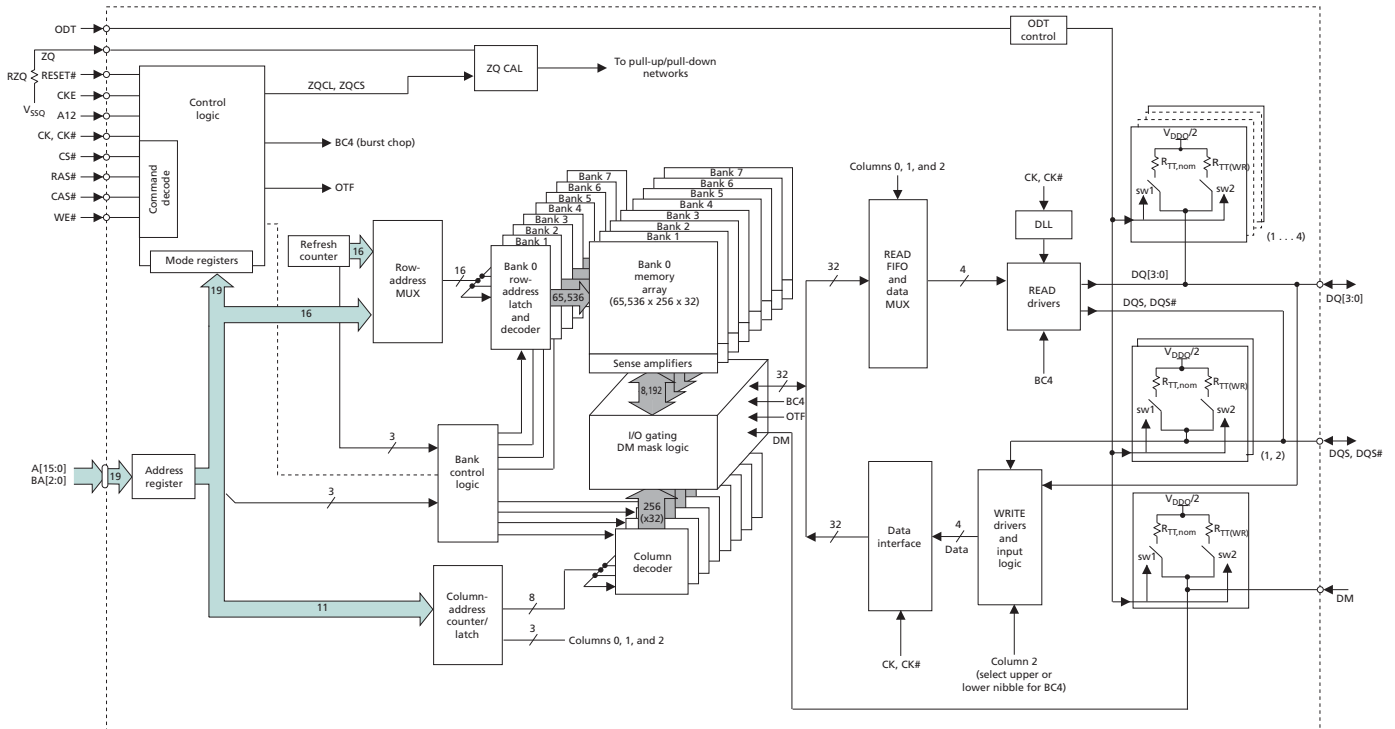 ODT
ODT
control
ZQ
RZQ
RESET#
ZQ CAL
To pull-up/pull-down
networks
CKE
VSSQ
A12
CK, CK#
CS#
RAS#
CAS#
WE#
Control
logic
Command
decode
Mode registers
ZQCL, ZQCS
BC4 (burst chop)
OTF
Refresh
counter
16
Row-
address
MUX
16
19
16
Bank 7
Bank 6
Bank 5
Bank 4
Bank 3
Bank 2
Bank 1
Bank 0
row-
address
latch
and
decoder
65,536
Bank 7
Bank 6
Bank 5
Bank 4
Bank 3
Bank 2
Bank 1
Bank 0
memory
array
(65,536 x 256 x 32)
Sense amplifiers
8,192
32
BC4
OTF
DM
I/O gating
DM mask logic
256
(x32)
Column
decoder
A[15:0]
BA[2:0]
19
Address
register
3
3
Bank
control
logic
11
Column-
address
counter/
latch
8
3
Columns 0, 1, and 2
Columns 0, 1, and 2
32
READ
FIFO
and
data
MUX
4
CK, CK#
DLL
READ
drivers
BC4
VDDQ/2
RTT,nom
RTT(WR)
sw1
sw2
(1 . . . 4)
DQ[3:0]
DQ[3:0]
DQS, DQS#
VDDQ/2
RTT,nom
RTT(WR)
sw1
sw2
(1, 2)
DQS, DQS#
32
Data
interface
4
Data
WRITE
drivers
and
input
logic
CK, CK#
Column 2
(select upper or
lower nibble for BC4)
VDDQ/2
RTT,nom
RTT(WR)
sw1
sw2
DM